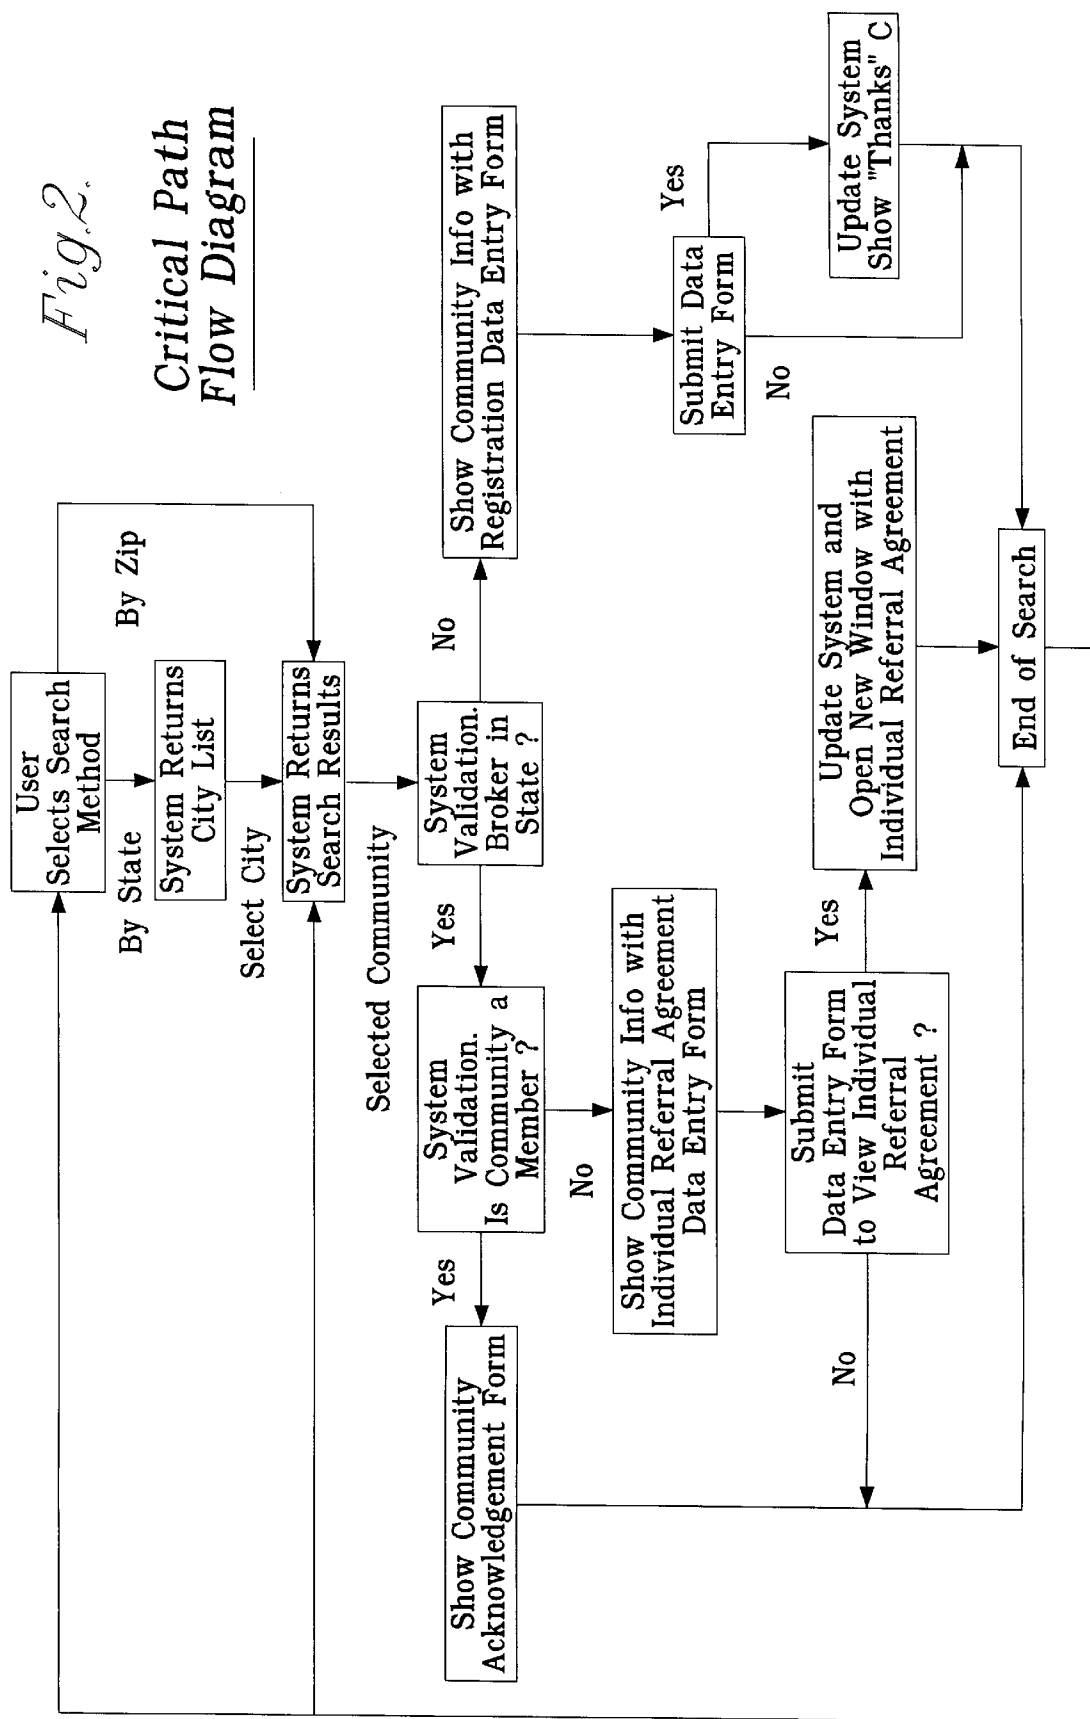 Fig.2.
Critical Path
Flow Diagram
User
Selects Search
Method
By State
By Zip
System Returns
City List
Select City
System Returns
Search Results
Selected Community
System
Validation.
Broker in
State ?
Yes
No
System
Validation.
Is Community a
Member ?
Yes
No
Show Community
Acknowledgement Form
Show Community Info with
Individual Referral Agreement
Data Entry Form
Show Community Info with
Registration Data Entry Form
Submit Data
Entry Form
Yes
No
Submit
Data Entry Form
to View Individual
Referral
Agreement ?
Yes
No
Update System and
Open New Window with
Individual Referral Agreement
Update System
Show "Thanks" C
End of Search